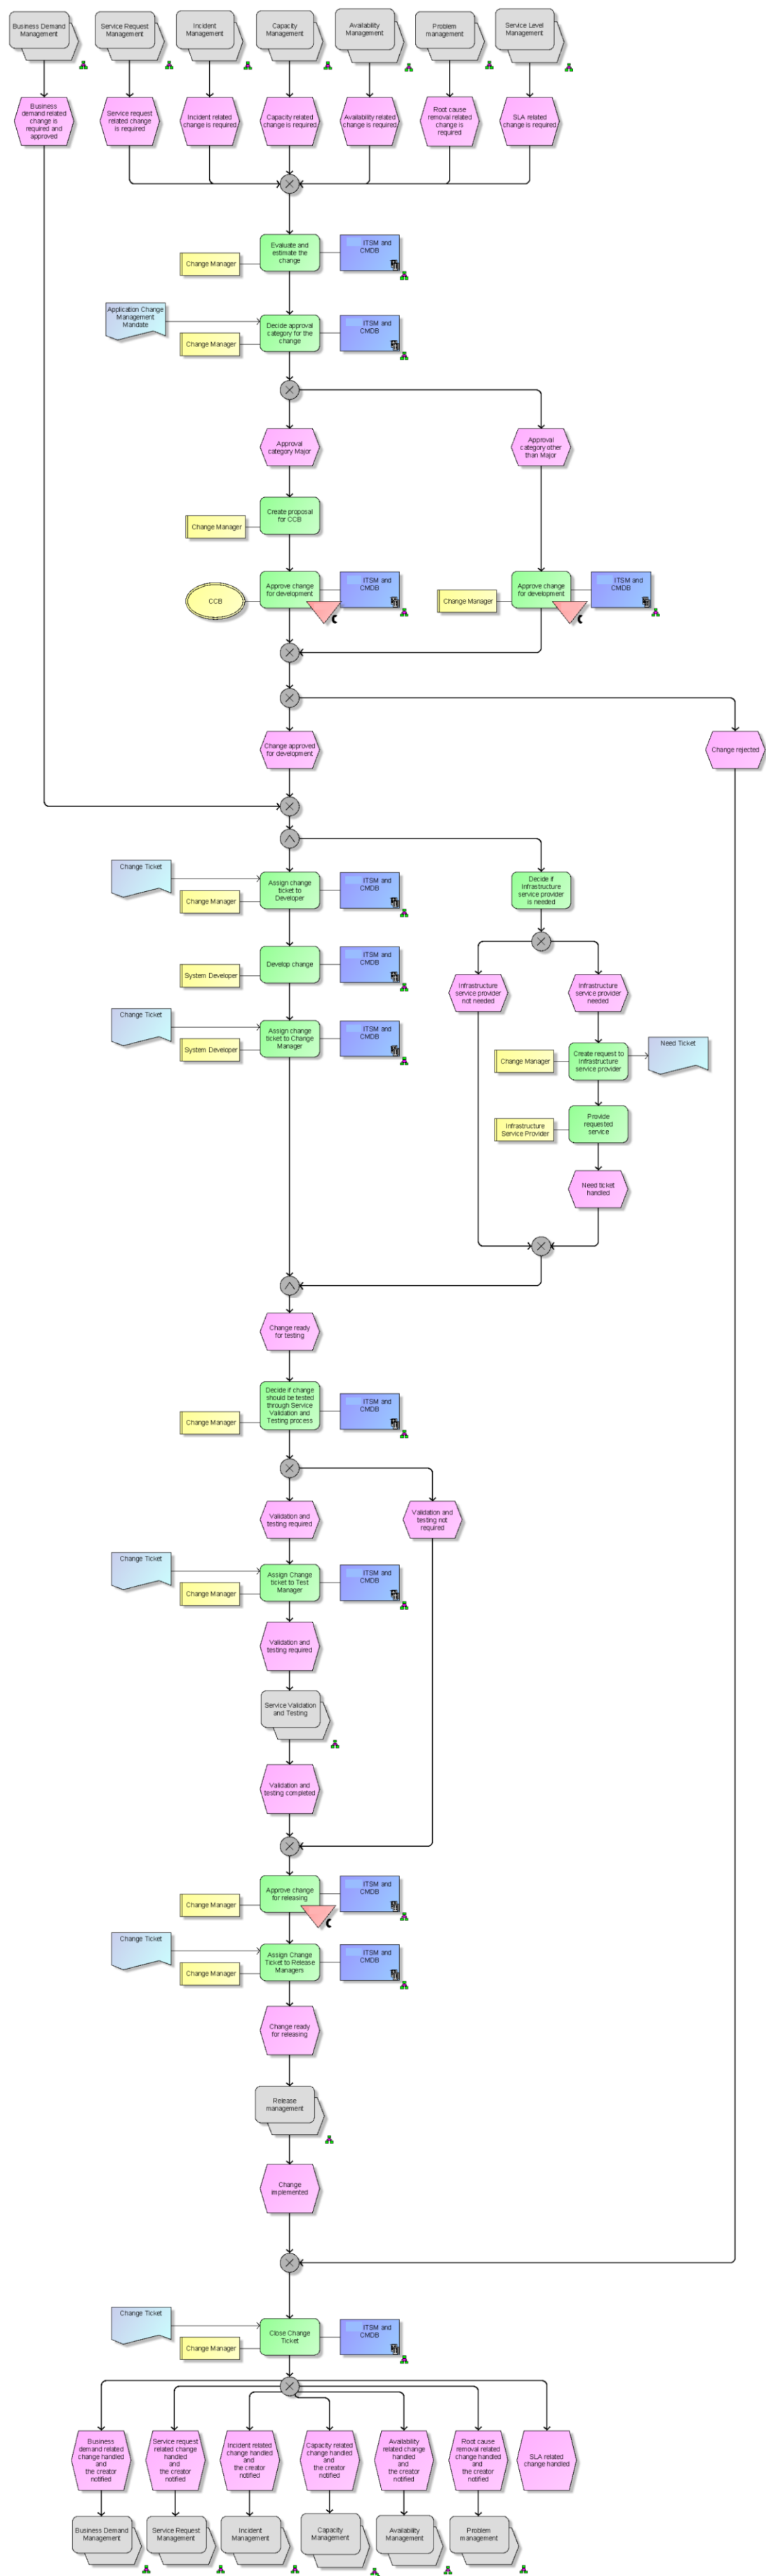 Business Demand
Management
Service Request
Management
Incident
Management
Capacity
Management
Availability
Management
Problem
management
Service Level
Management
Business
demand related
change is
required and
approved
Service request
related change
is required
Incident related
change is required
Capacity related
change is required
Availability related
change is required
Root cause
removal related
change is
required
SLA related
change is required
Evaluate and
estimate the
change
ITSM and
CMDB
Change Manager
Application Change
Management
Mandate
Decide approval
category for the
change
ITSM and
CMDB
Change Manager
Approval
category Major
Approval
category other
than Major
Create proposal
for CCB
Change Manager
CCB
Approve change
for development
C
ITSM and
CMDB
Change Manager
Approve change
for development
C
ITSM and
CMDB
Change approved
for development
Change rejected
Change Ticket
Change Manager
Assign change
ticket to
Developer
ITSM and
CMDB
Decide if
Infrastructure
service provider
is needed
System Developer
Develop change
ITSM and
CMDB
Infrastructure
service provider
not needed
Infrastructure
service provider
needed
Change Ticket
System Developer
Assign change
ticket to Change
Manager
ITSM and
CMDB
Change Manager
Create request to
Infrastructure
service provider
Need Ticket
Infrastructure
Service Provider
Provide
requested
service
Need ticket
handled
Change ready
for testing
Decide if change
should be tested
through Service
Validation and
Testing process
Change Manager
ITSM and
CMDB
Validation and
testing required
Validation and
testing not
required
Change Ticket
Change Manager
Assign Change
ticket to Test
Manager
ITSM and
CMDB
Validation and
testing required
Service Validation
and Testing
Validation and
testing completed
Change Manager
Approve change
for releasing
C
ITSM and
CMDB
Change Ticket
Change Manager
Assign Change
Ticket to Release
Managers
ITSM and
CMDB
Change ready
for releasing
Release
management
Change
implemented
Change Ticket
Change Manager
Close Change
Ticket
ITSM and
CMDB
Business
demand related
change handled
and
the creator
notified
Service request
related change
handled
and
the creator
notified
Incident related
change handled
and
the creator
notified
Capacity related
change handled
and
the creator
notified
Availability
related change
handled
and
the creator
notified
Root cause
removal related
change handled
and
the creator
notified
SLA related
change handled
Business Demand
Management
Service Request
Management
Incident
Management
Capacity
Management
Availability
Management
Problem
management